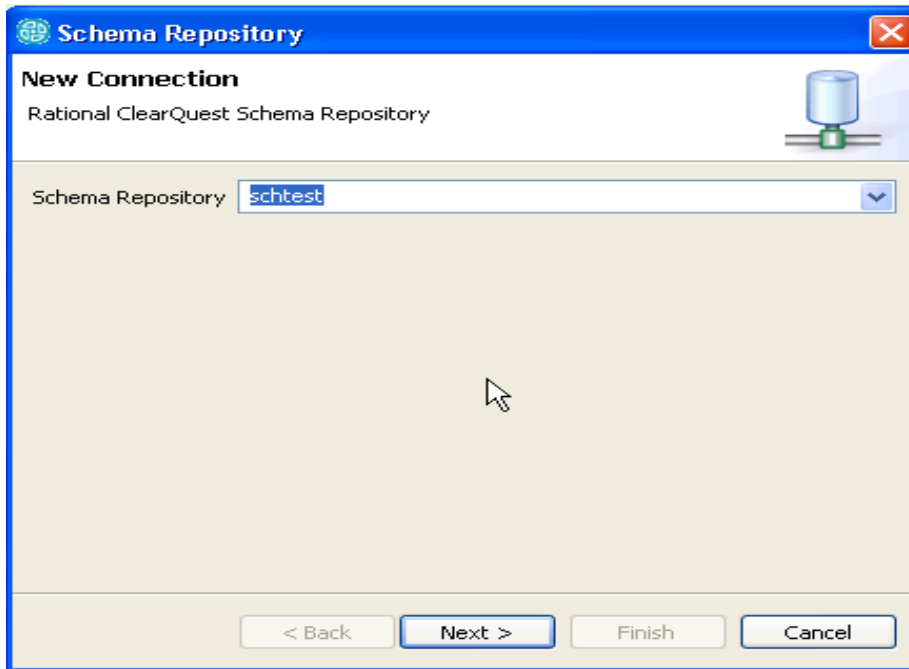 Schema Repository
New Connection
Rational ClearQuest Schema Repository
Schema Repository schtest
< Back Next > Finish Cancel